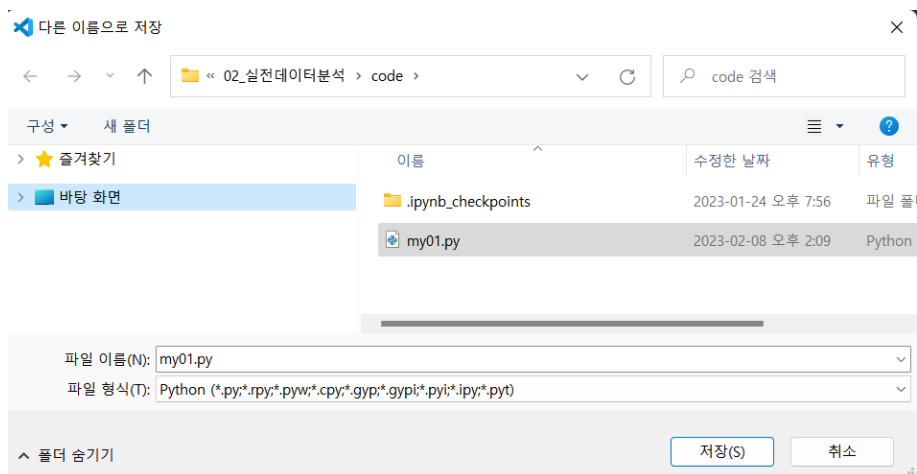 다른 이름으로 저장
« 02_실전데이터분석 › code ›
code 검색
구성
새 폴더
?
즐겨찾기
바탕 화면
이름
수정한 날짜
유형
.ipynb_checkpoints
2023-01-24 오후 7:56
파일 폴
my01.py
2023-02-08 오후 2:09
Python
파일 이름(N): my01.py
파일 형식(T): Python (*.py;*.rpy;*.pyw;*.cpy;*.gyp;*.gypi;*.pyi;*.ipy;*.pyt)
폴더 숨기기
저장(S)
취소